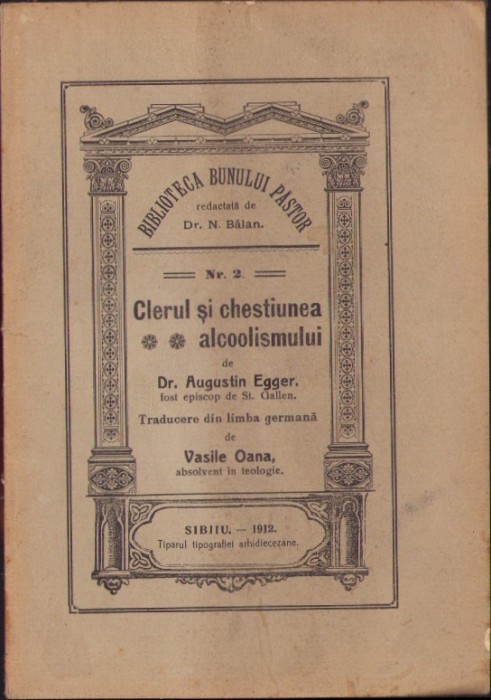 BIBLIOTECA BUNULUI PASTOR
redactată de
Dr. N. Bălan.
Nr. 2.
Clerul și chestiunea
alcoolismului
de
Dr. Augustin Egger,
fost episcop de St. Gallen.
Traducere din limba germană
de
Vasile Oana,
absolvent în teologie.
SIBIIU. — 1912.
Tiparul tipografiei arhidiecezane.